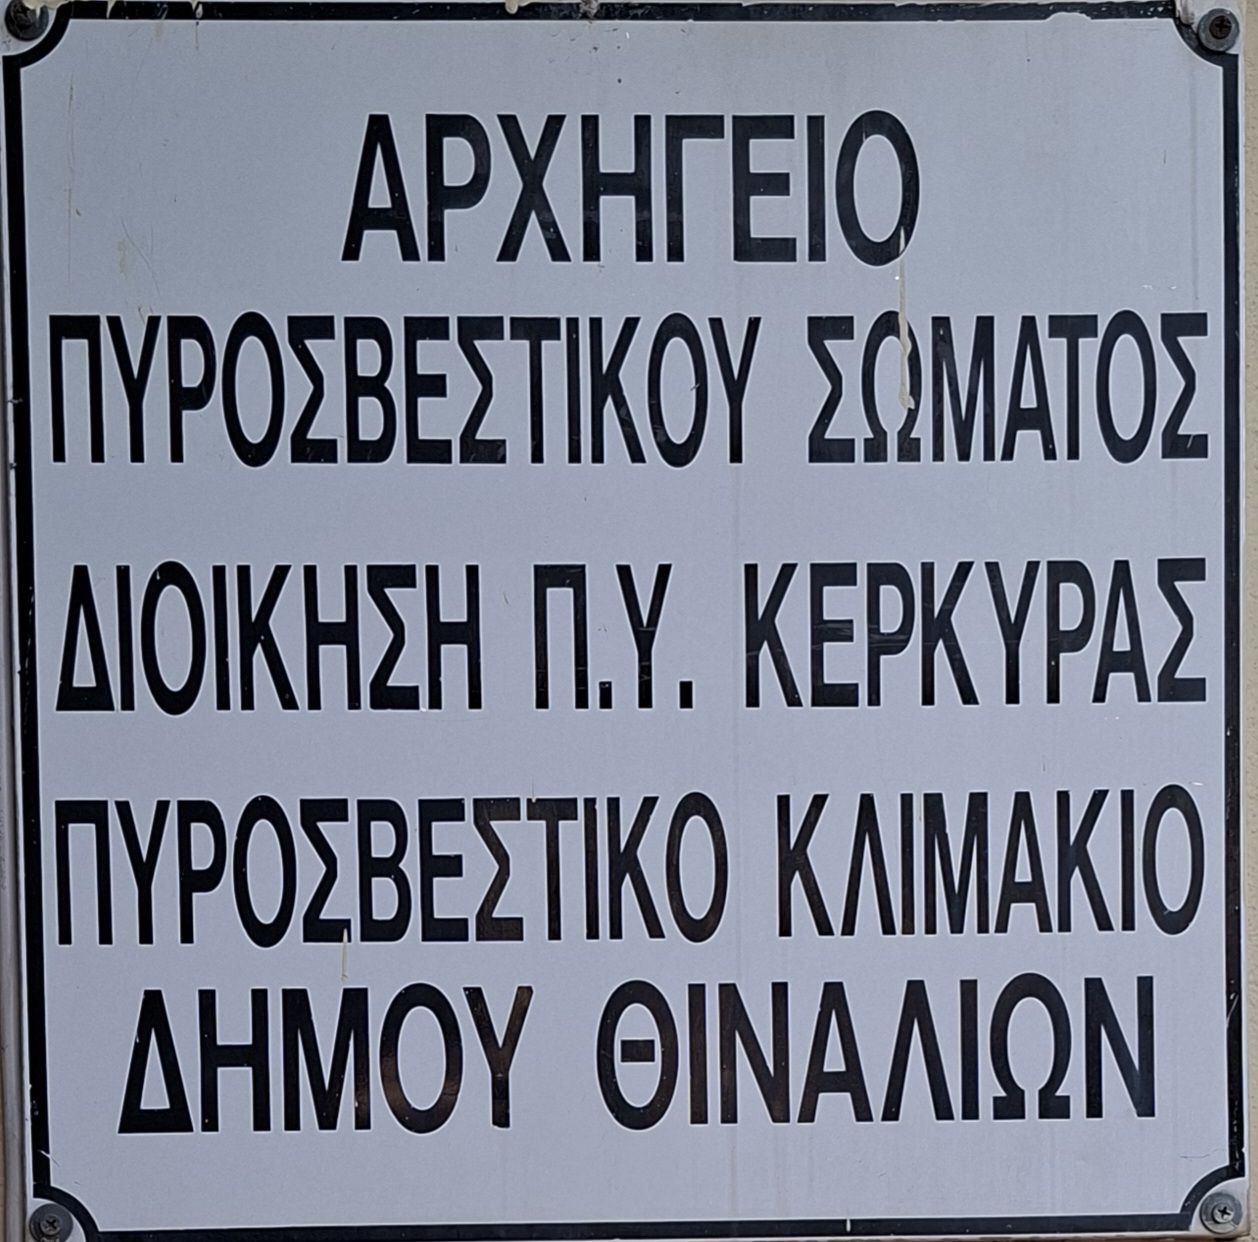 ΑΡΧΗΓΕΙΟ
ΠΥΡΟΣΒΕΣΤΙΚΟΥ ΣΩΜΑΤΟΣ
ΔΙΟΙΚΗΣΗ Π.Υ. ΚΕΡΚΥΡΑΣ
ΠΥΡΟΣΒΕΣΤΙΚΟ ΚΛΙΜΑΚΙΟ
ΔΗΜΟΥ ΘΙΝΑΛΙΩΝ